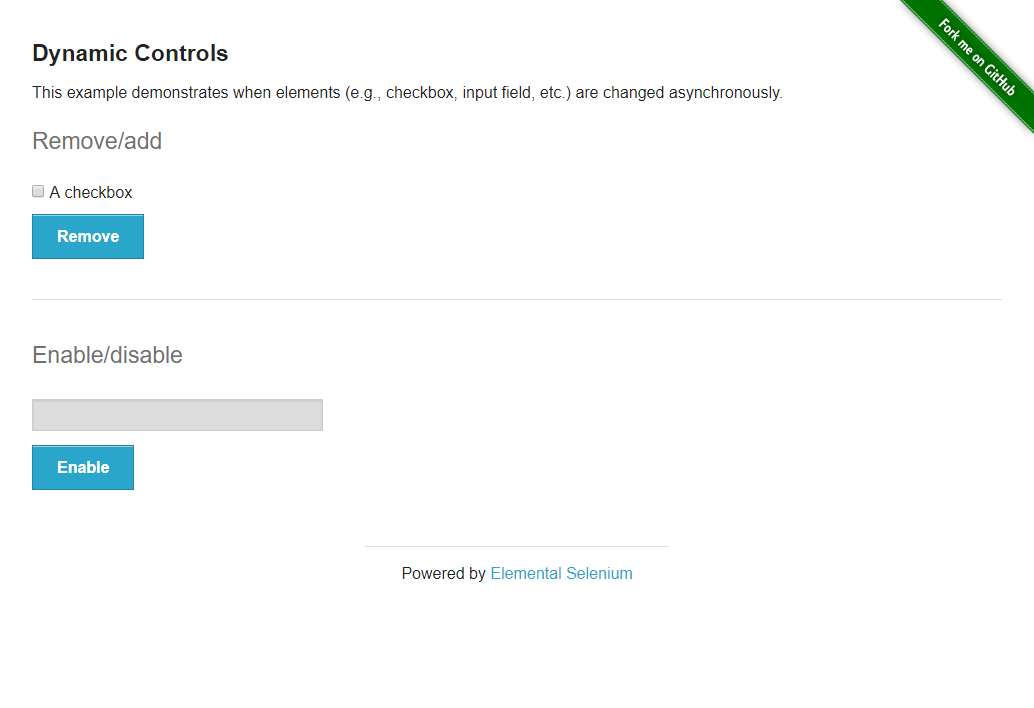 Fork me on GitHub
Dynamic Controls
This example demonstrates when elements (e.g., checkbox, input field, etc.) are changed asynchronously.
Remove/add
A checkbox
Remove
Enable/disable
Enable
Powered by Elemental Selenium